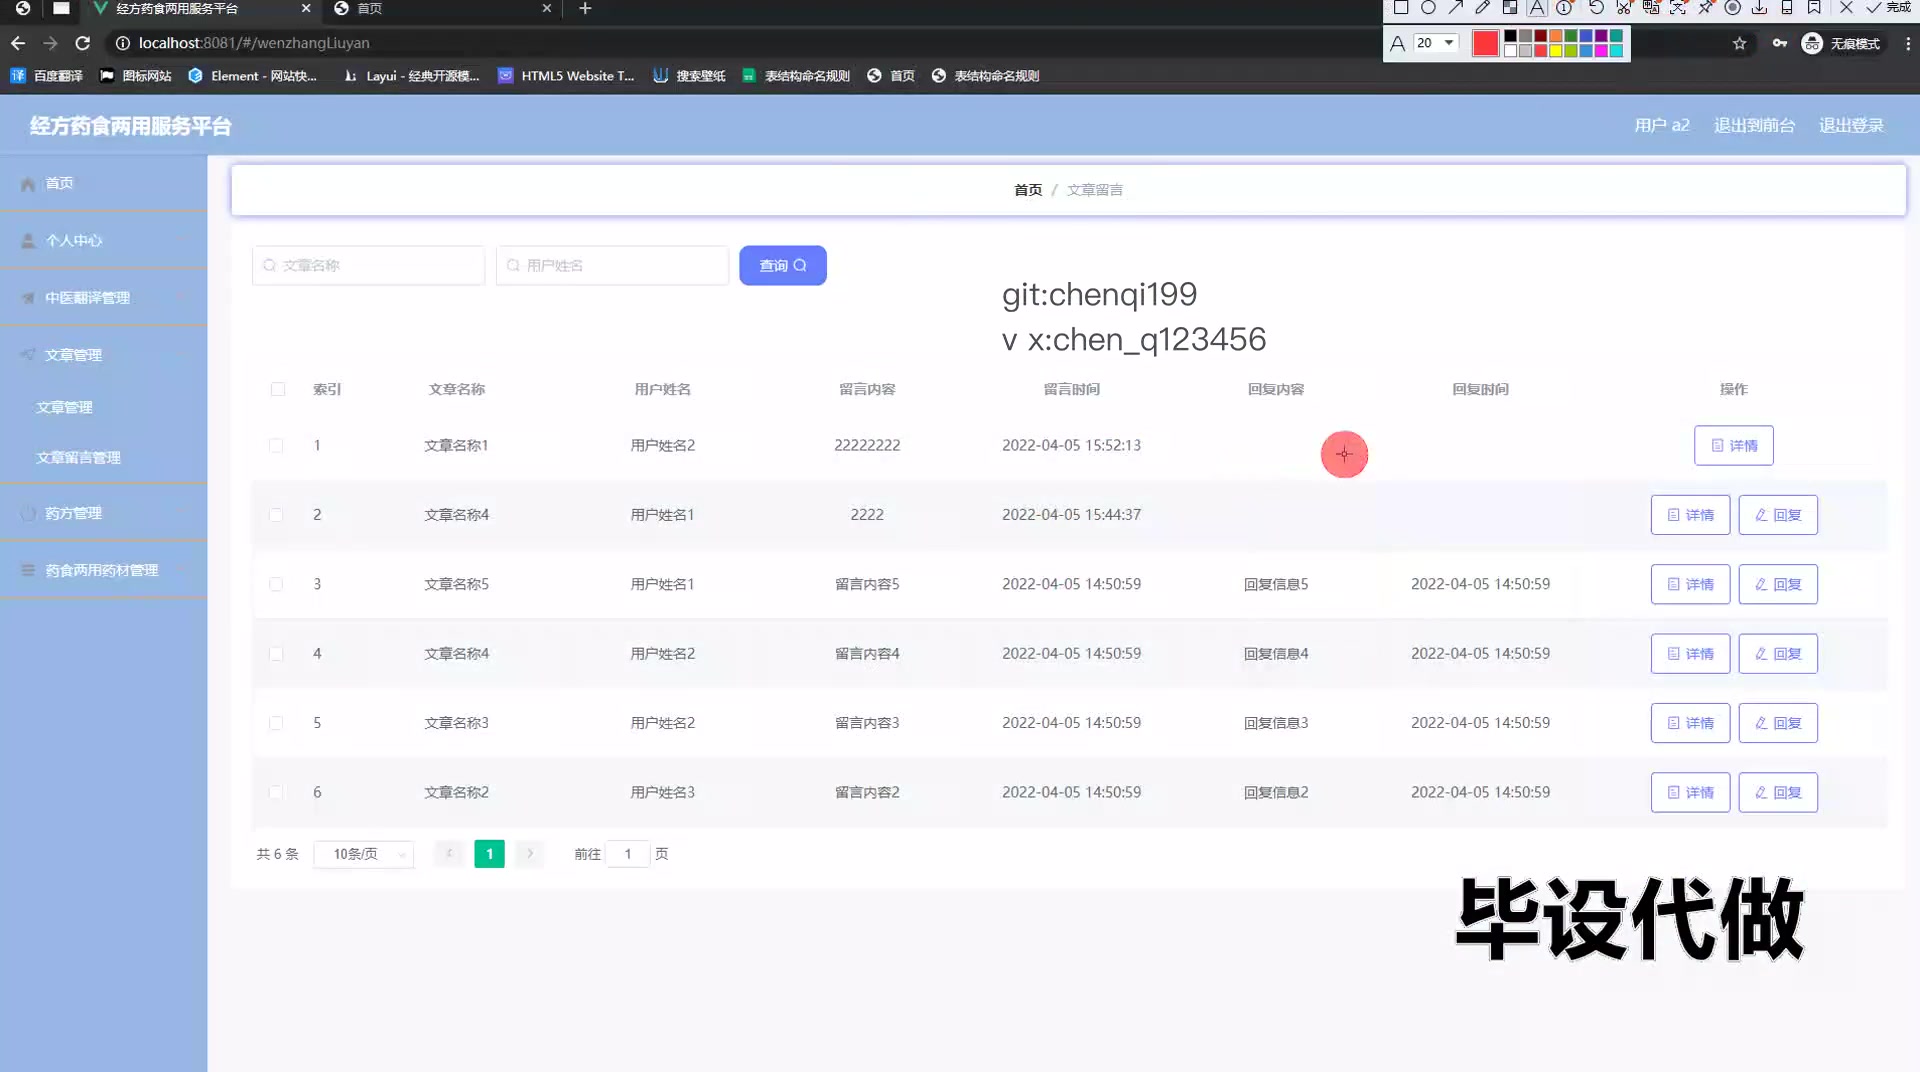 经方药食两用服务平台
首页
完成
localhost:8081/#/wenzhangLiuyan
A 20
无痕模式
译 百度翻译 图标网站 Element - 网站快... Layui - 经典开源模... HTML5 Website T... 搜索壁纸 表结构命名规则 首页 表结构命名规则
经方药食两用服务平台
用户 a2 退出到前台 退出登录
首页
个人中心
中医翻译管理
文章管理
文章管理
文章留言管理
药方管理
药食两用药材管理
首页 / 文章留言
文章名称 用户姓名 查询
git:chenqi199
v x:chen_q123456
索引 文章名称 用户姓名 留言内容 留言时间 回复内容 回复时间 操作
1 文章名称1 用户姓名2 22222222 2022-04-05 15:52:13 详情
2 文章名称4 用户姓名1 2222 2022-04-05 15:44:37 详情 回复
3 文章名称5 用户姓名1 留言内容5 2022-04-05 14:50:59 回复信息5 2022-04-05 14:50:59 详情 回复
4 文章名称4 用户姓名2 留言内容4 2022-04-05 14:50:59 回复信息4 2022-04-05 14:50:59 详情 回复
5 文章名称3 用户姓名2 留言内容3 2022-04-05 14:50:59 回复信息3 2022-04-05 14:50:59 详情 回复
6 文章名称2 用户姓名3 留言内容2 2022-04-05 14:50:59 回复信息2 2022-04-05 14:50:59 详情 回复
共 6 条 10条/页 1 前往 1 页
毕设代做